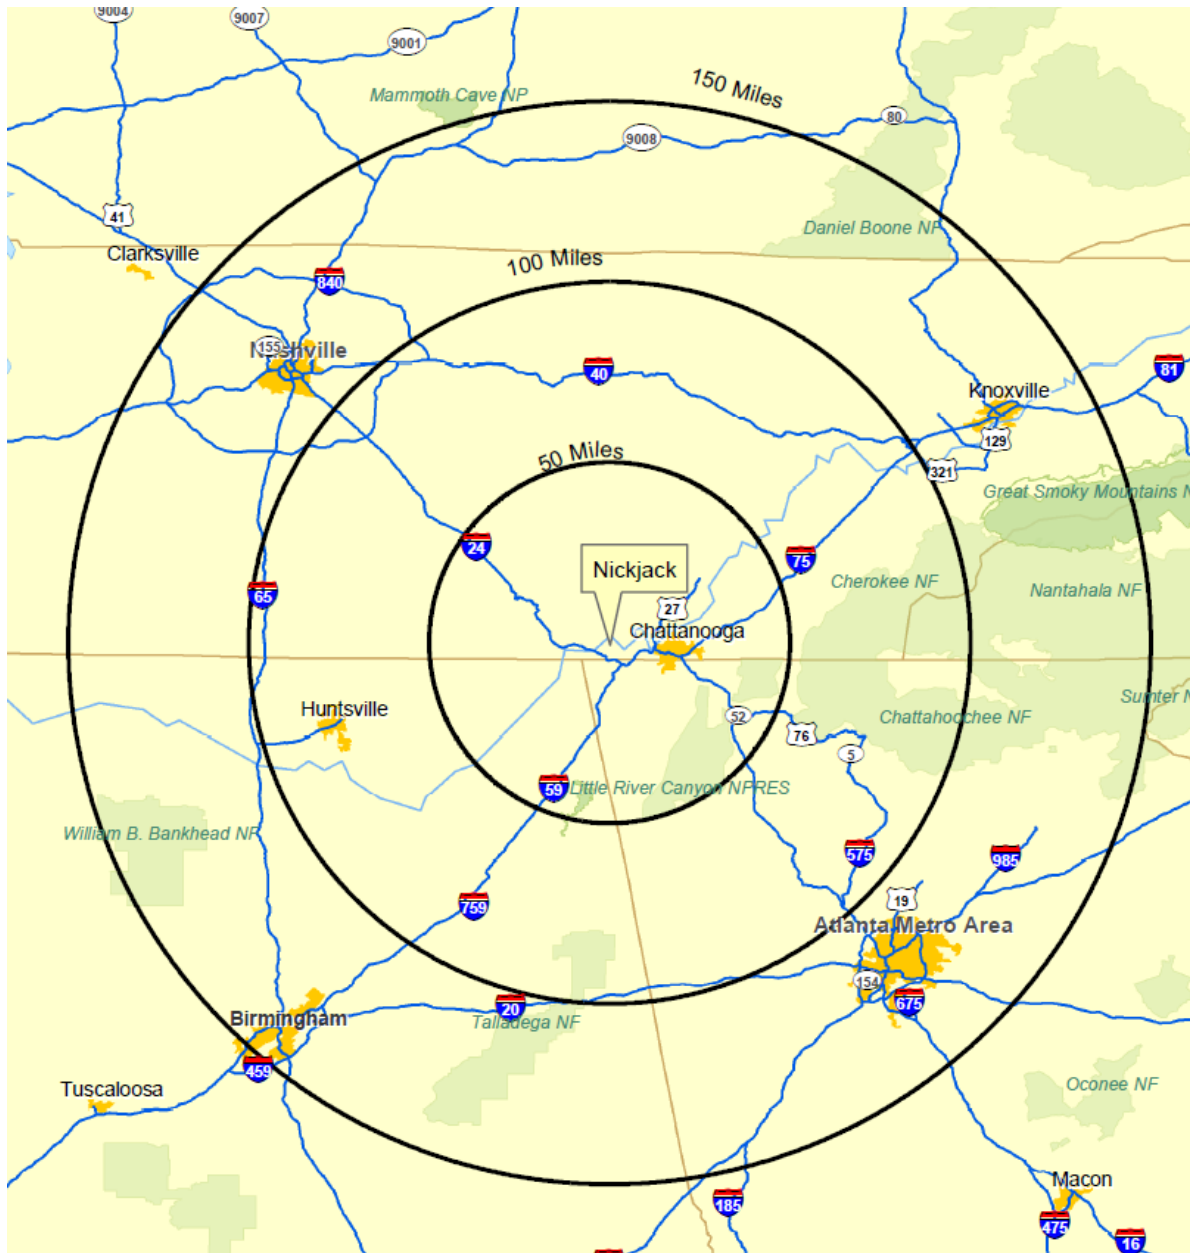 9004
9007
9001
150 Miles
Mammoth Cave NP
80
9008
41
Daniel Boone NF
Clarksville
100 Miles
840
155
Nashville
40
81
Knoxville
129
50 Miles
321
Great Smoky Mountains N
24
75
Nickjack
Cherokee NF
Nantahala NF
65
27
Chattanooga
Sumter N
Huntsville
52
Chattahoochee NF
76
5
59
Little River Canyon NPRES
William B. Bankhead NF
575
985
759
19
Atlanta Metro Area
154
675
20
Birmingham
Talladega NF
459
Tuscaloosa
Oconee NF
Macon
185
475
16